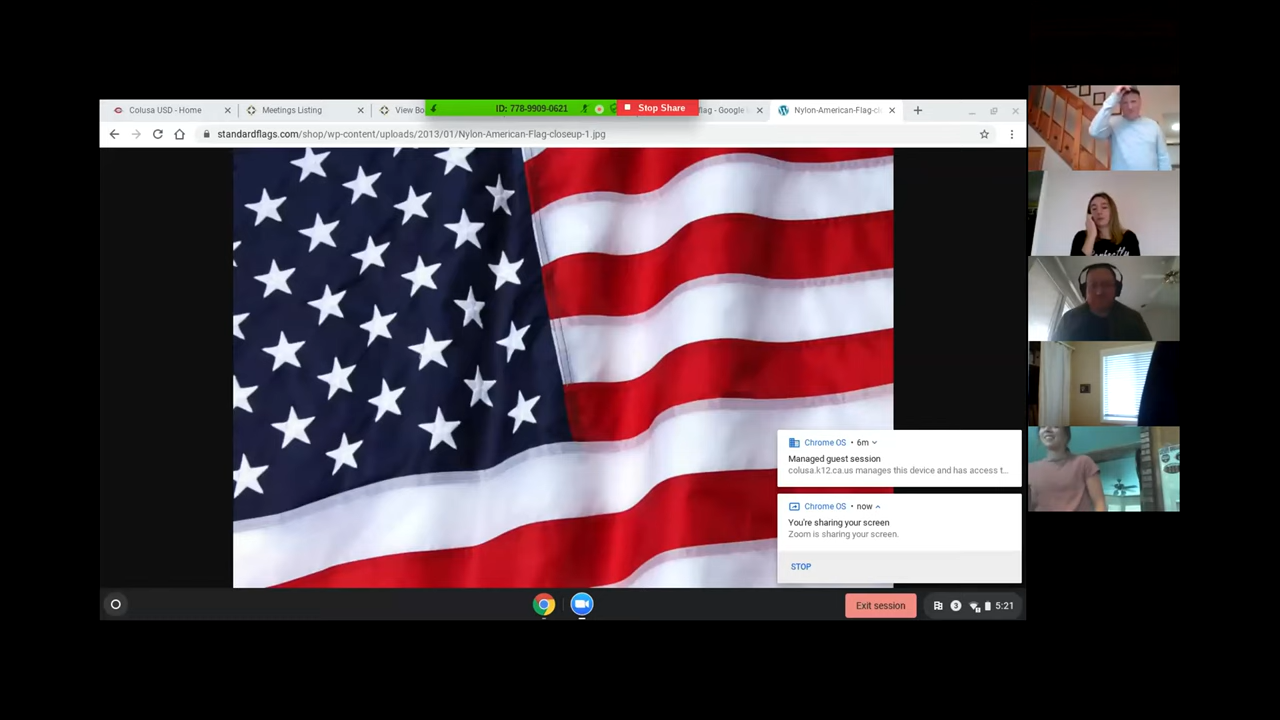 Colusa USD - Home
Meetings Listing
View Bo
ID: 778-9909-0621
Stop Share
lag - Google
Nylon-American-Flag-cl
standardflags.com/shop/wp-content/uploads/2013/01/Nylon-American-Flag-closeup-1.jpg
Chrome OS • 6m
Managed guest session
colusa.k12.ca.us manages this device and has access t...
Chrome OS • now
You're sharing your screen
Zoom is sharing your screen.
STOP
Exit session
3
5:21